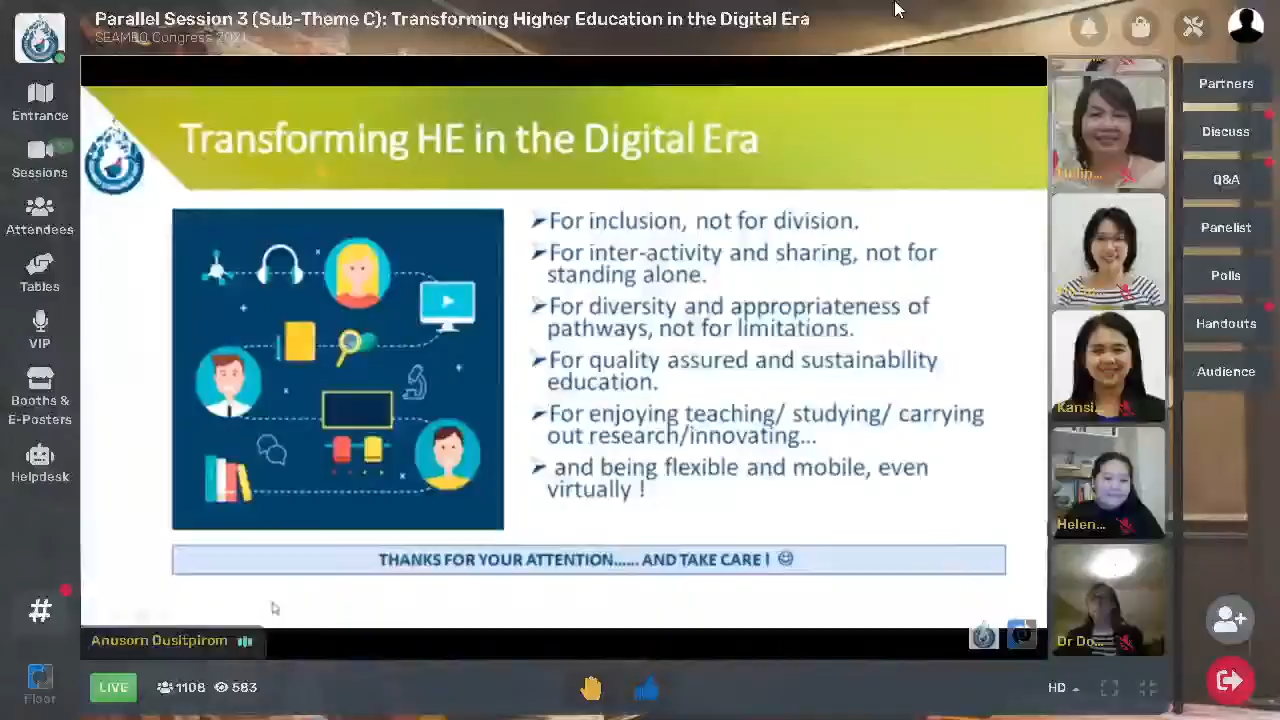 Parallel Session 3 (Sub-Theme C): Transforming Higher Education in the Digital Era
SEAMEO Congress 2021
Entrance
Sessions
Attendees
Tables
VIP
Booths &
E-Posters
Helpdesk
#
Floor
Transforming HE in the Digital Era
➢For inclusion, not for division.
➢For inter-activity and sharing, not for
standing alone.
➢For diversity and appropriateness of
pathways, not for limitations.
➢For quality assured and sustainability
education.
➢For enjoying teaching/ studying/ carrying
out research/innovating...
➢ and being flexible and mobile, even
virtually !
THANKS FOR YOUR ATTENTION...... AND TAKE CARE ! ☺
Anusorn Dusitpirom
Kansi...
Helen...
Dr Do...
Partners
Discuss
Q&A
Panelist
Polls
Handouts
Audience
LIVE
1108
583
HD